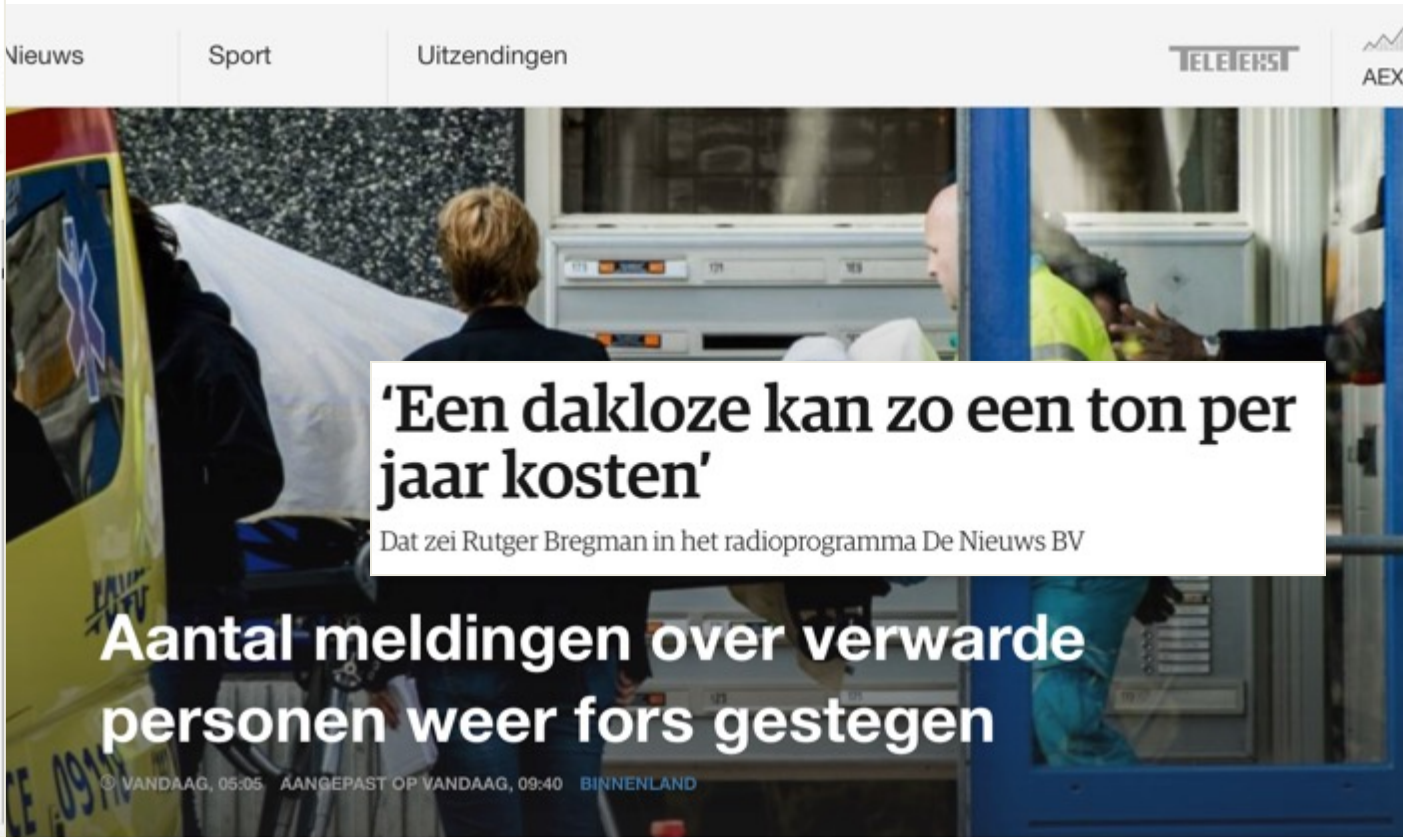 Nieuws
Sport
Uitzendingen
TELETEKST
AEX
121
‘Een dakloze kan zo een ton per
jaar kosten’
Dat zei Rutger Bregman in het radioprogramma De Nieuws BV
Aantal meldingen over verwarde
personen weer fors gestegen
VANDAAG, 05:05 AANGEPAST OP VANDAAG, 09:40 BINNENLAND